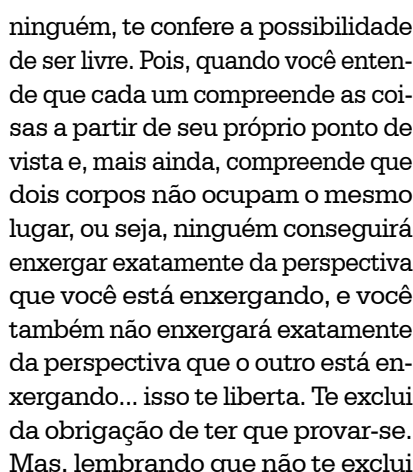 ninguém, te confere a possibilidade
de ser livre. Pois, quando você enten-
de que cada um compreende as coi-
sas a partir de seu próprio ponto de
vista e, mais ainda, compreende que
dois corpos não ocupam o mesmo
lugar, ou seja, ninguém conseguirá
enxergar exatamente da perspectiva
que você está enxergando, e você
também não enxergará exatamente
da perspectiva que o outro está en-
xergando... isso te liberta. Te exclui
da obrigação de ter que provar-se.
Mas, lembrando que não te exclui